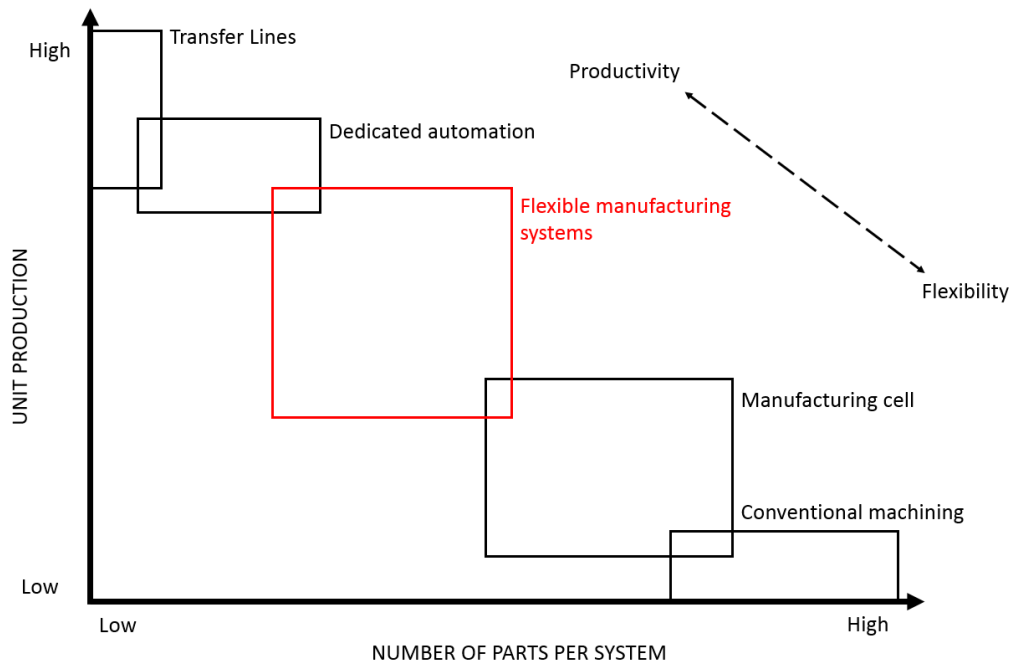 High
Transfer Lines
Productivity
Dedicated automation
Flexible manufacturing
systems
Flexibility
UNIT PRODUCTION
Manufacturing cell
Conventional machining
Low
Low
High
NUMBER OF PARTS PER SYSTEM